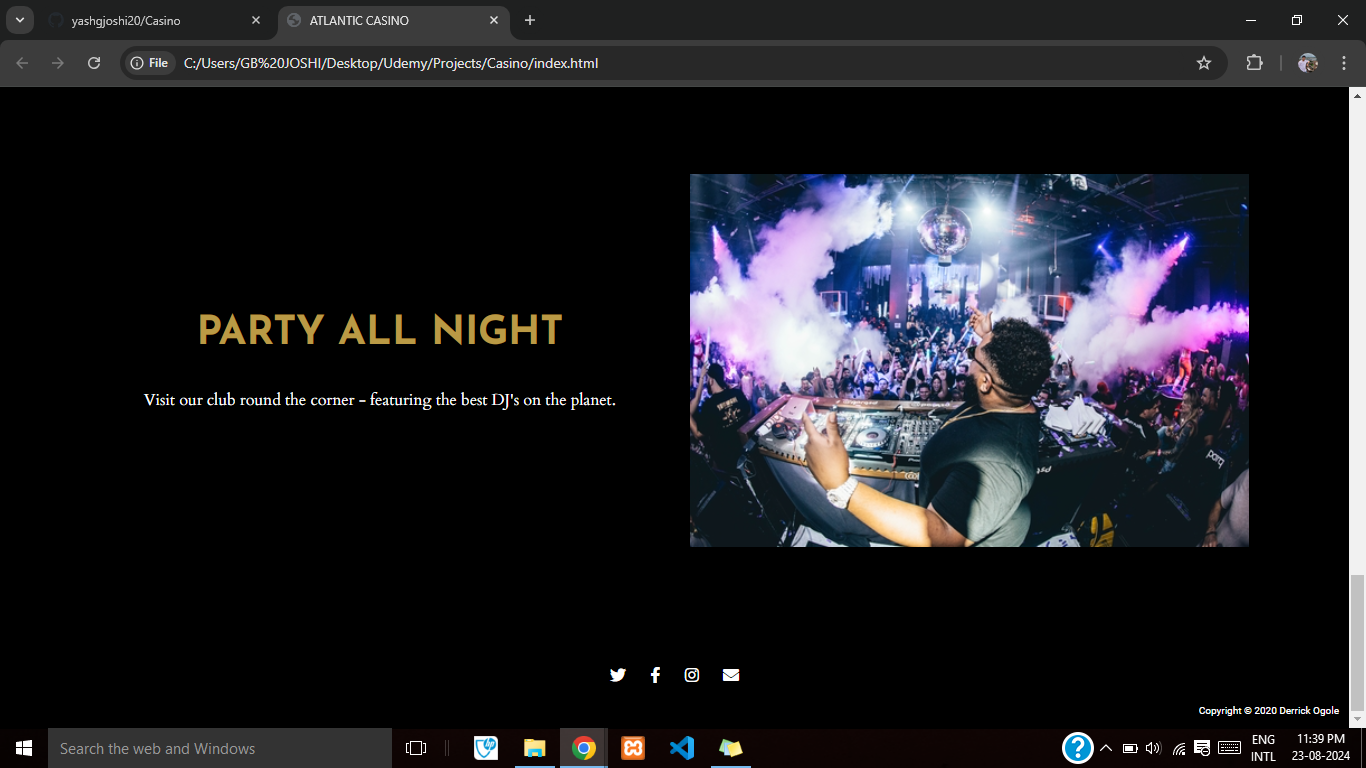 yashgjoshi20/Casino
ATLANTIC CASINO
File
C:/Users/GB%20JOSHI/Desktop/Udemy/Projects/Casino/index.html
PARTY ALL NIGHT
Visit our club round the corner – featuring the best DJ's on the planet.
Copyright © 2020 Derrick Ogole
Search the web and Windows
ENG
INTL
11:39 PM
23-08-2024